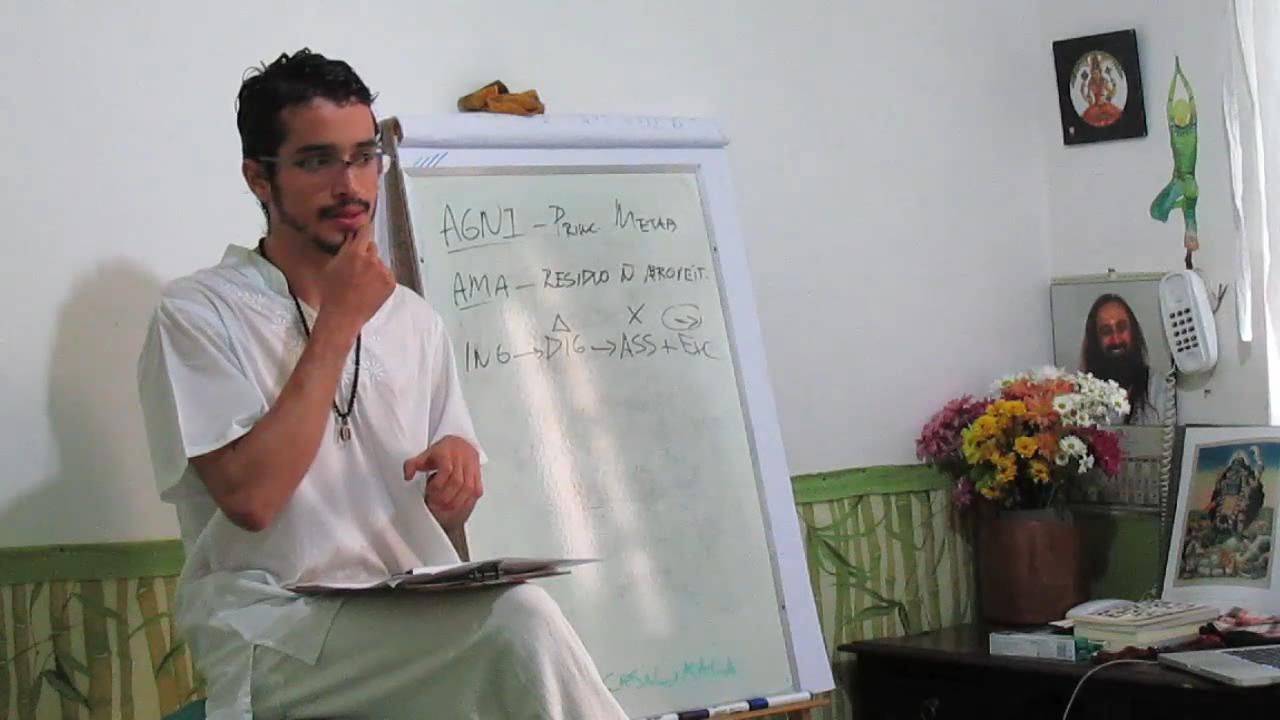 AGNI - PRINC. METAB
AMA - RESIDUO Ñ APROVEIT.
△ X →
ING → DIG → ASS + EXC